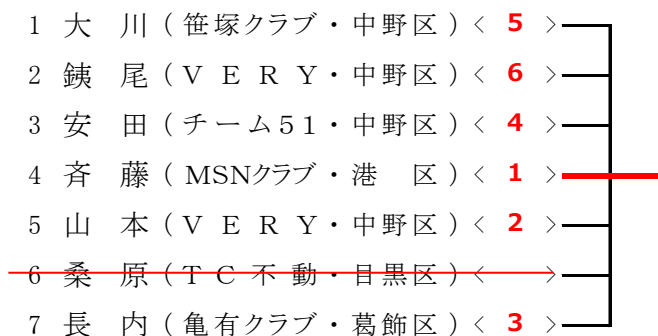 1 大 川 ( 笹塚クラブ・中野区 ) < 5 >
2 銕 尾 ( V E R Y・中野区 ) < 6 >
3 安 田 ( チーム51・中野区 ) < 4 >
4 斉 藤 ( MSNクラブ・港 区 ) < 1 >
5 山 本 ( V E R Y・中野区 ) < 2 >
6 桑 原 ( T C 不 動・目黒区 ) < >
7 長 内 ( 亀有クラブ・葛飾区 ) < 3 >